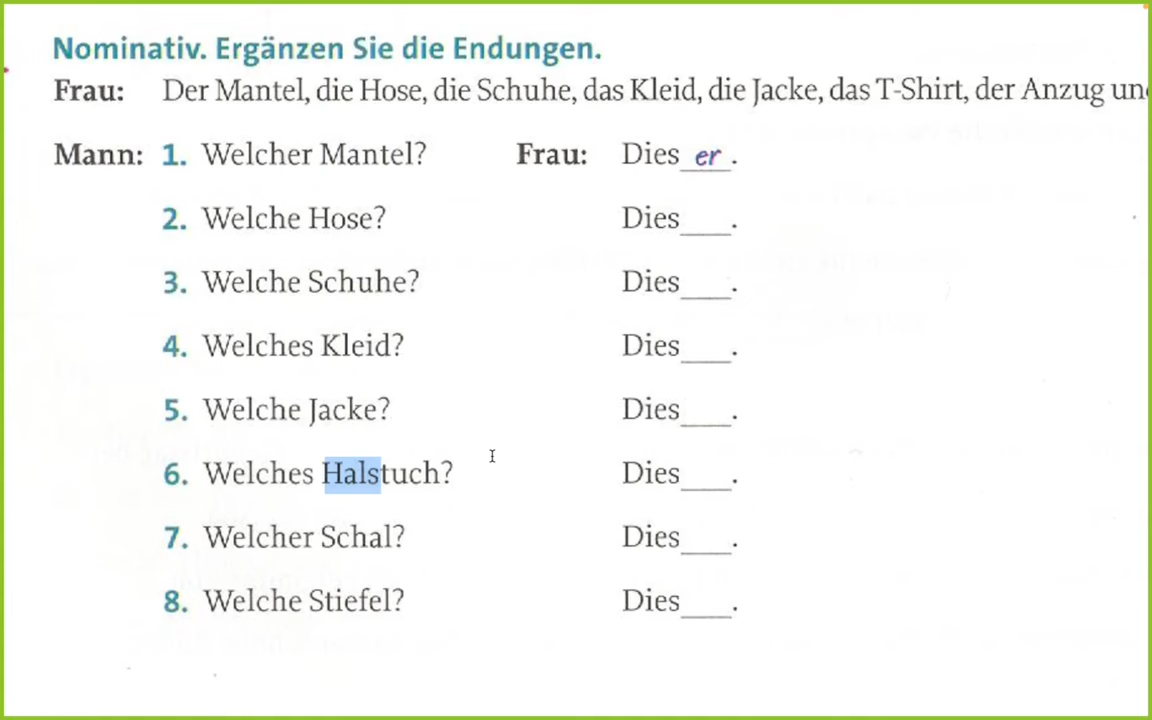 Nominativ. Ergänzen Sie die Endungen.
Frau: Der Mantel, die Hose, die Schuhe, das Kleid, die Jacke, das T-Shirt, der Anzug un
Mann: 1. Welcher Mantel? Frau: Dies er.
2. Welche Hose? Dies___.
3. Welche Schuhe? Dies___.
4. Welches Kleid? Dies___.
5. Welche Jacke? Dies___.
6. Welches Halstuch? Dies___.
7. Welcher Schal? Dies___.
8. Welche Stiefel? Dies___.